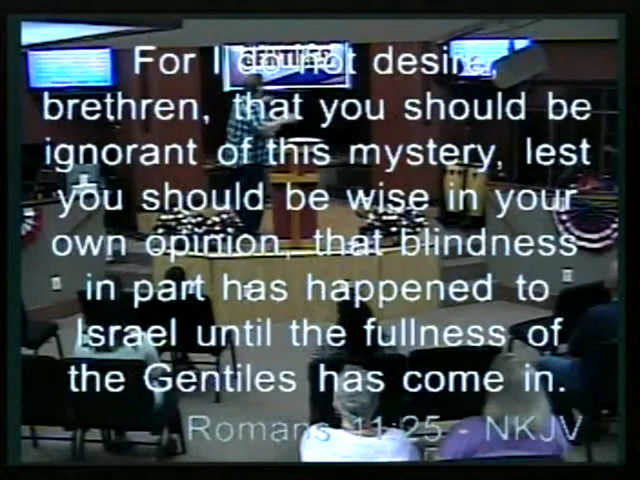 For I do not desire,
brethren, that you should be
ignorant of this mystery, lest
you should be wise in your
own opinion, that blindness
in part has happened to
Israel until the fullness of
the Gentiles has come in.
Romans 11:25 - NKJV